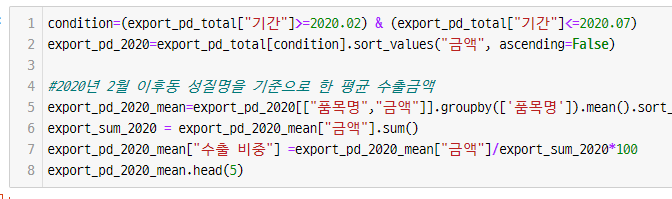 1 condition=(export_pd_total["기간"]>=2020.02) & (export_pd_total["기간"]<=2020.07)
2 export_pd_2020=export_pd_total[condition].sort_values("금액", ascending=False)
3
4 #2020년 2월 이후동 성질명을 기준으로 한 평균 수출금액
5 export_pd_2020_mean=export_pd_2020[["품목명","금액"]].groupby(['품목명']).mean().sort_
6 export_sum_2020 = export_pd_2020_mean["금액"].sum()
7 export_pd_2020_mean["수출 비중"] =export_pd_2020_mean["금액"]/export_sum_2020*100
8 export_pd_2020_mean.head(5)